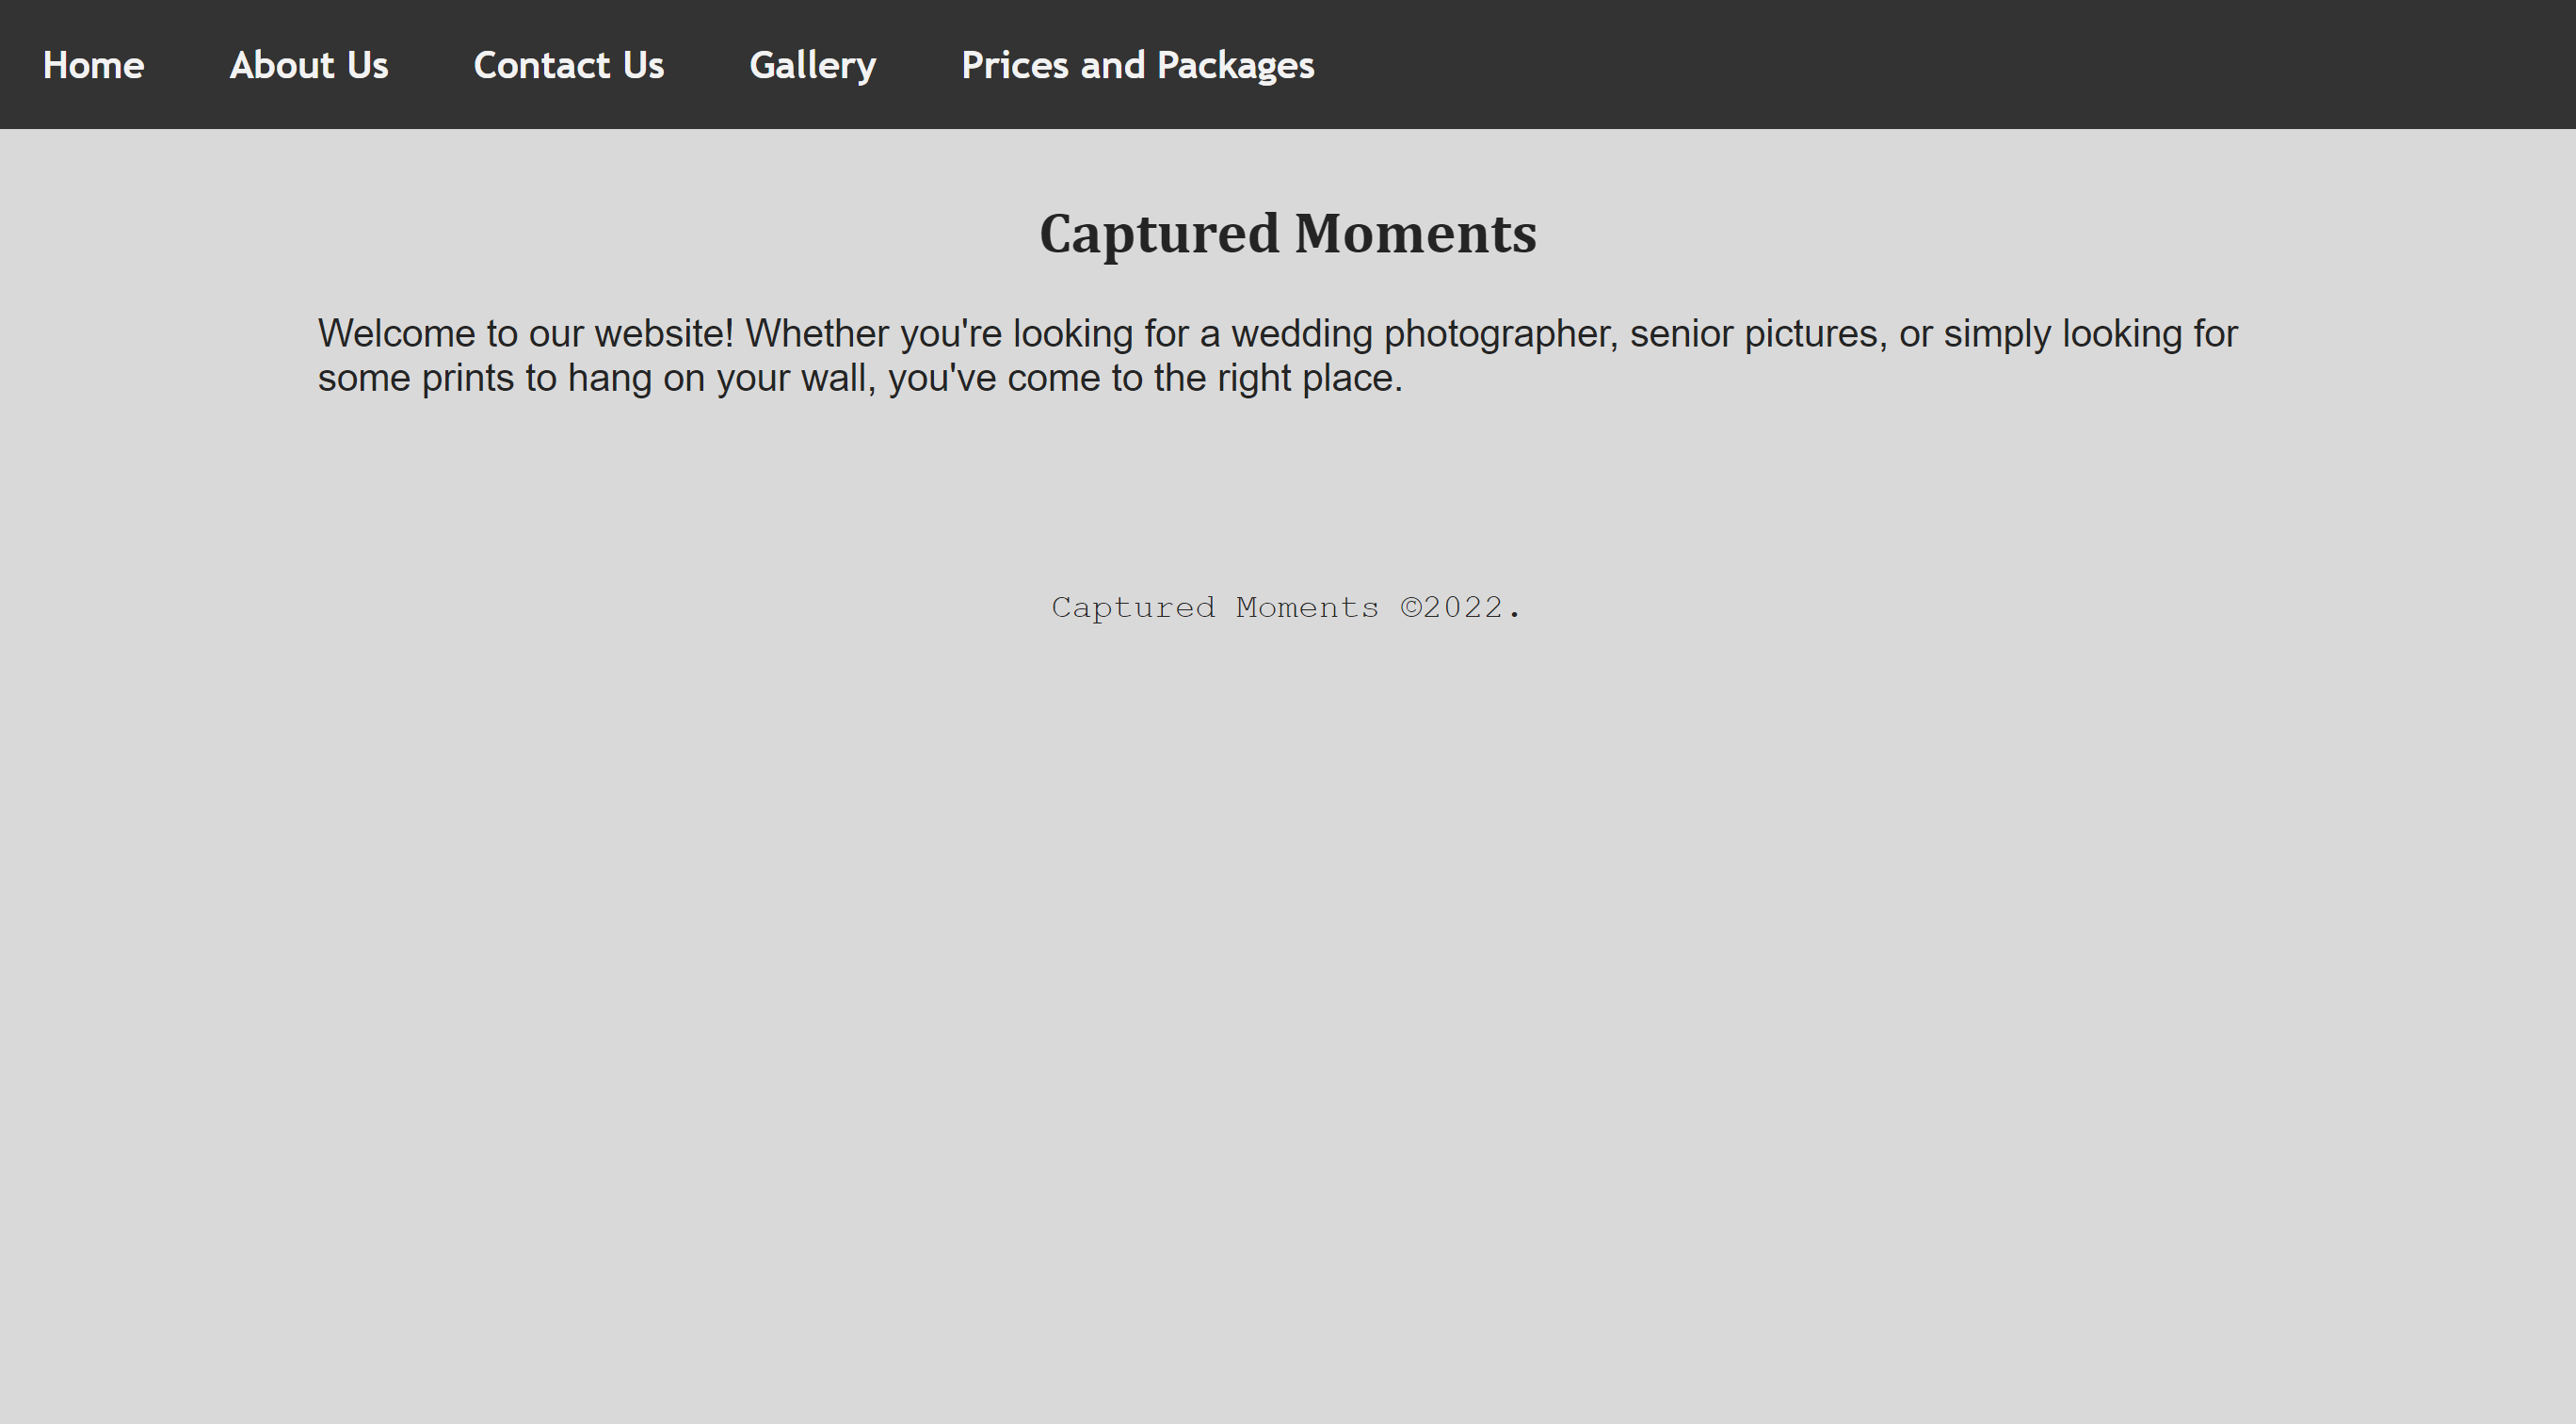 Home About Us Contact Us Gallery Prices and Packages
Captured Moments
Welcome to our website! Whether you're looking for a wedding photographer, senior pictures, or simply looking for
some prints to hang on your wall, you've come to the right place.
Captured Moments ©2022.